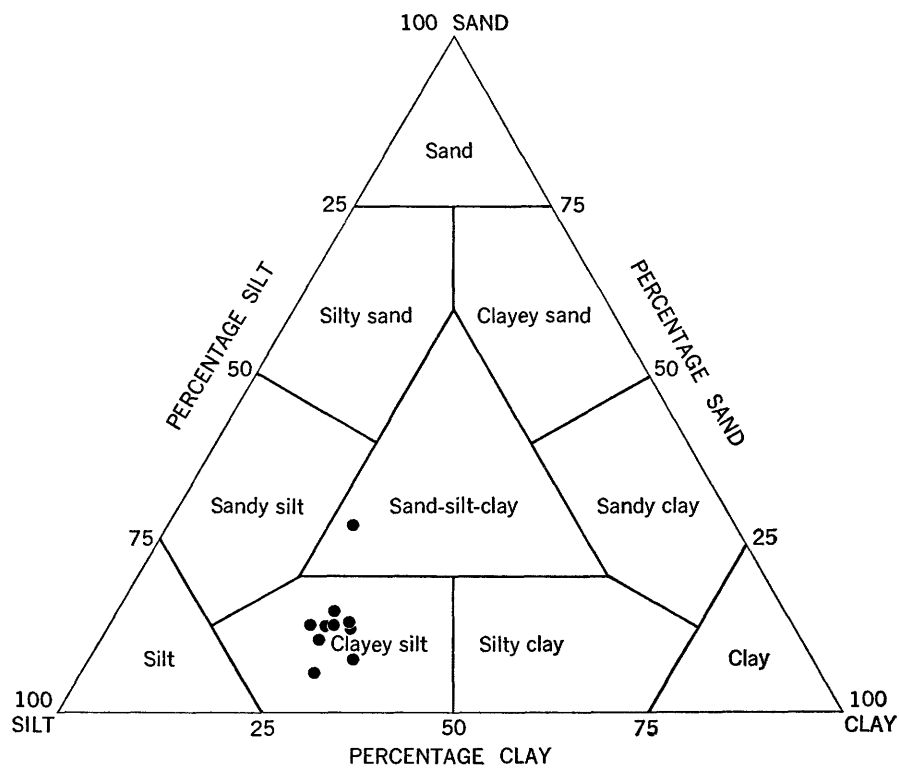 100 SAND
Sand
25
75
PERCENTAGE SILT
PERCENTAGE SAND
Silty sand
Clayey sand
50
50
Sandy silt
Sand-silt-clay
Sandy clay
75
25
Silt
Clayey silt
Silty clay
Clay
100
SILT
25
50
75
100
CLAY
PERCENTAGE CLAY